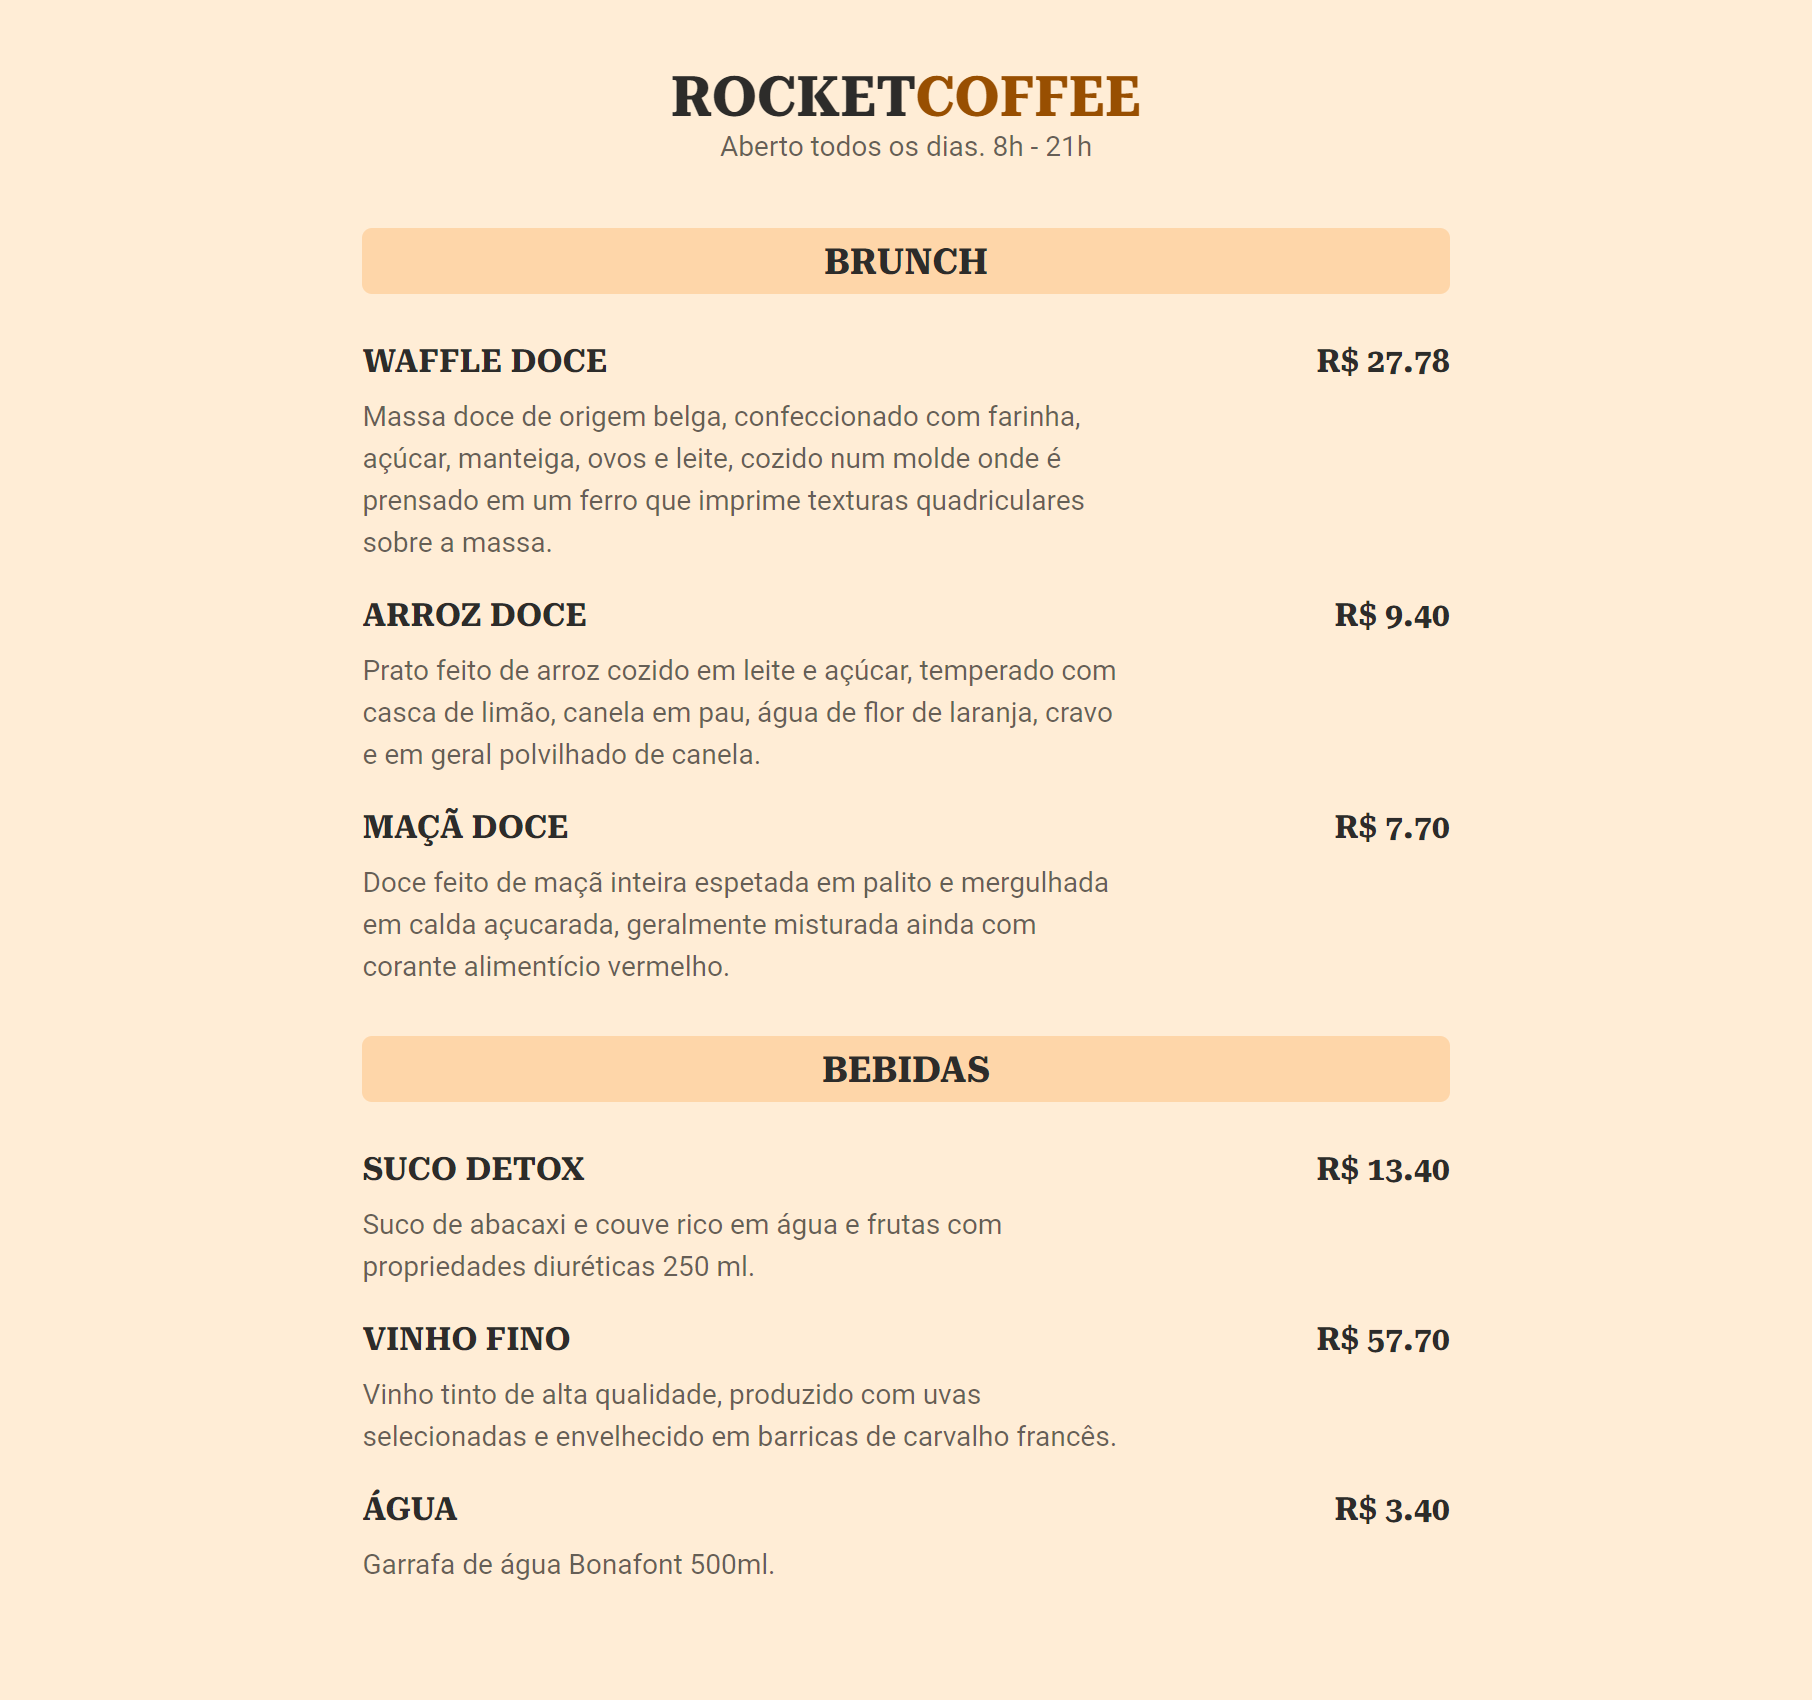 ROCKETCOFFEE
Aberto todos os dias. 8h - 21h
BRUNCH
WAFFLE DOCE R$ 27.78
Massa doce de origem belga, confeccionado com farinha,
açúcar, manteiga, ovos e leite, cozido num molde onde é
prensado em um ferro que imprime texturas quadriculares
sobre a massa.
ARROZ DOCE R$ 9.40
Prato feito de arroz cozido em leite e açúcar, temperado com
casca de limão, canela em pau, água de flor de laranja, cravo
e em geral polvilhado de canela.
MAÇÃ DOCE R$ 7.70
Doce feito de maçã inteira espetada em palito e mergulhada
em calda açucarada, geralmente misturada ainda com
corante alimentício vermelho.
BEBIDAS
SUCO DETOX R$ 13.40
Suco de abacaxi e couve rico em água e frutas com
propriedades diuréticas 250 ml.
VINHO FINO R$ 57.70
Vinho tinto de alta qualidade, produzido com uvas
selecionadas e envelhecido em barricas de carvalho francês.
ÁGUA R$ 3.40
Garrafa de água Bonafont 500ml.